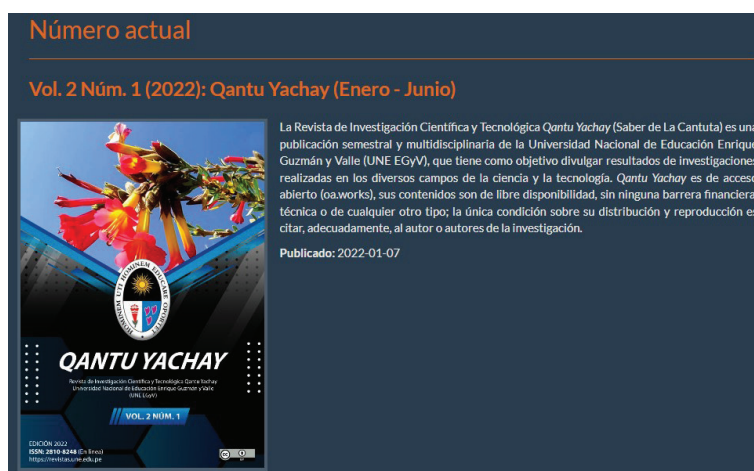 Número actual
Vol. 2 Núm. 1 (2022): Qantu Yachay (Enero - Junio)
La Revista de Investigación Científica y Tecnológica Qantu Yachay (Saber de La Cantuta) es una
publicación semestral y multidisciplinaria de la Universidad Nacional de Educación Enrique
Guzmán y Valle (UNE EGyV), que tiene como objetivo divulgar resultados de investigaciones
realizadas en los diversos campos de la ciencia y la tecnología. Qantu Yachay es de acceso
abierto (oa.works), sus contenidos son de libre disponibilidad, sin ninguna barrera financiera,
técnica o de cualquier otro tipo; la única condición sobre su distribución y reproducción es
citar, adecuadamente, al autor o autores de la investigación.
Publicado: 2022-01-07
HOMINEM UTI HOMINEM EDUCARE OPORTET
QANTU YACHAY
Revista de Investigación Científica y Tecnológica Qantu Yachay
Universidad Nacional de Educación Enrique Guzmán y Valle
(UNE EGyV)
VOL. 2 NÚM. 1
EDICIÓN 2022
ISSN: 2810-8248 (En línea)
https://revistas.une.edu.pe